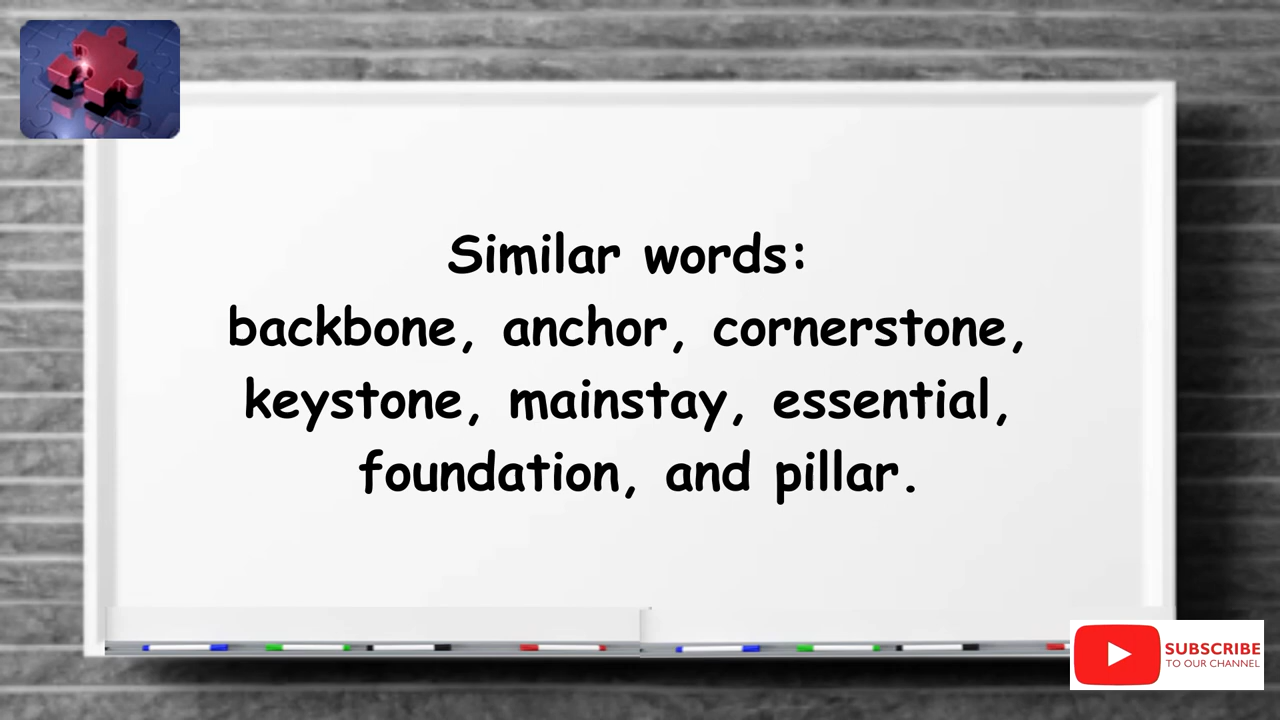 Similar words:
backbone, anchor, cornerstone,
keystone, mainstay, essential,
foundation, and pillar.
SUBSCRIBE
TO OUR CHANNEL